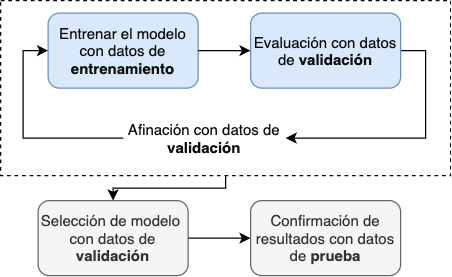 Entrenar el modelo
con datos de
entrenamiento
Evaluación con datos
de validación
Afinación con datos de
validación
Selección de modelo
con datos de
validación
Confirmación de
resultados con datos
de prueba